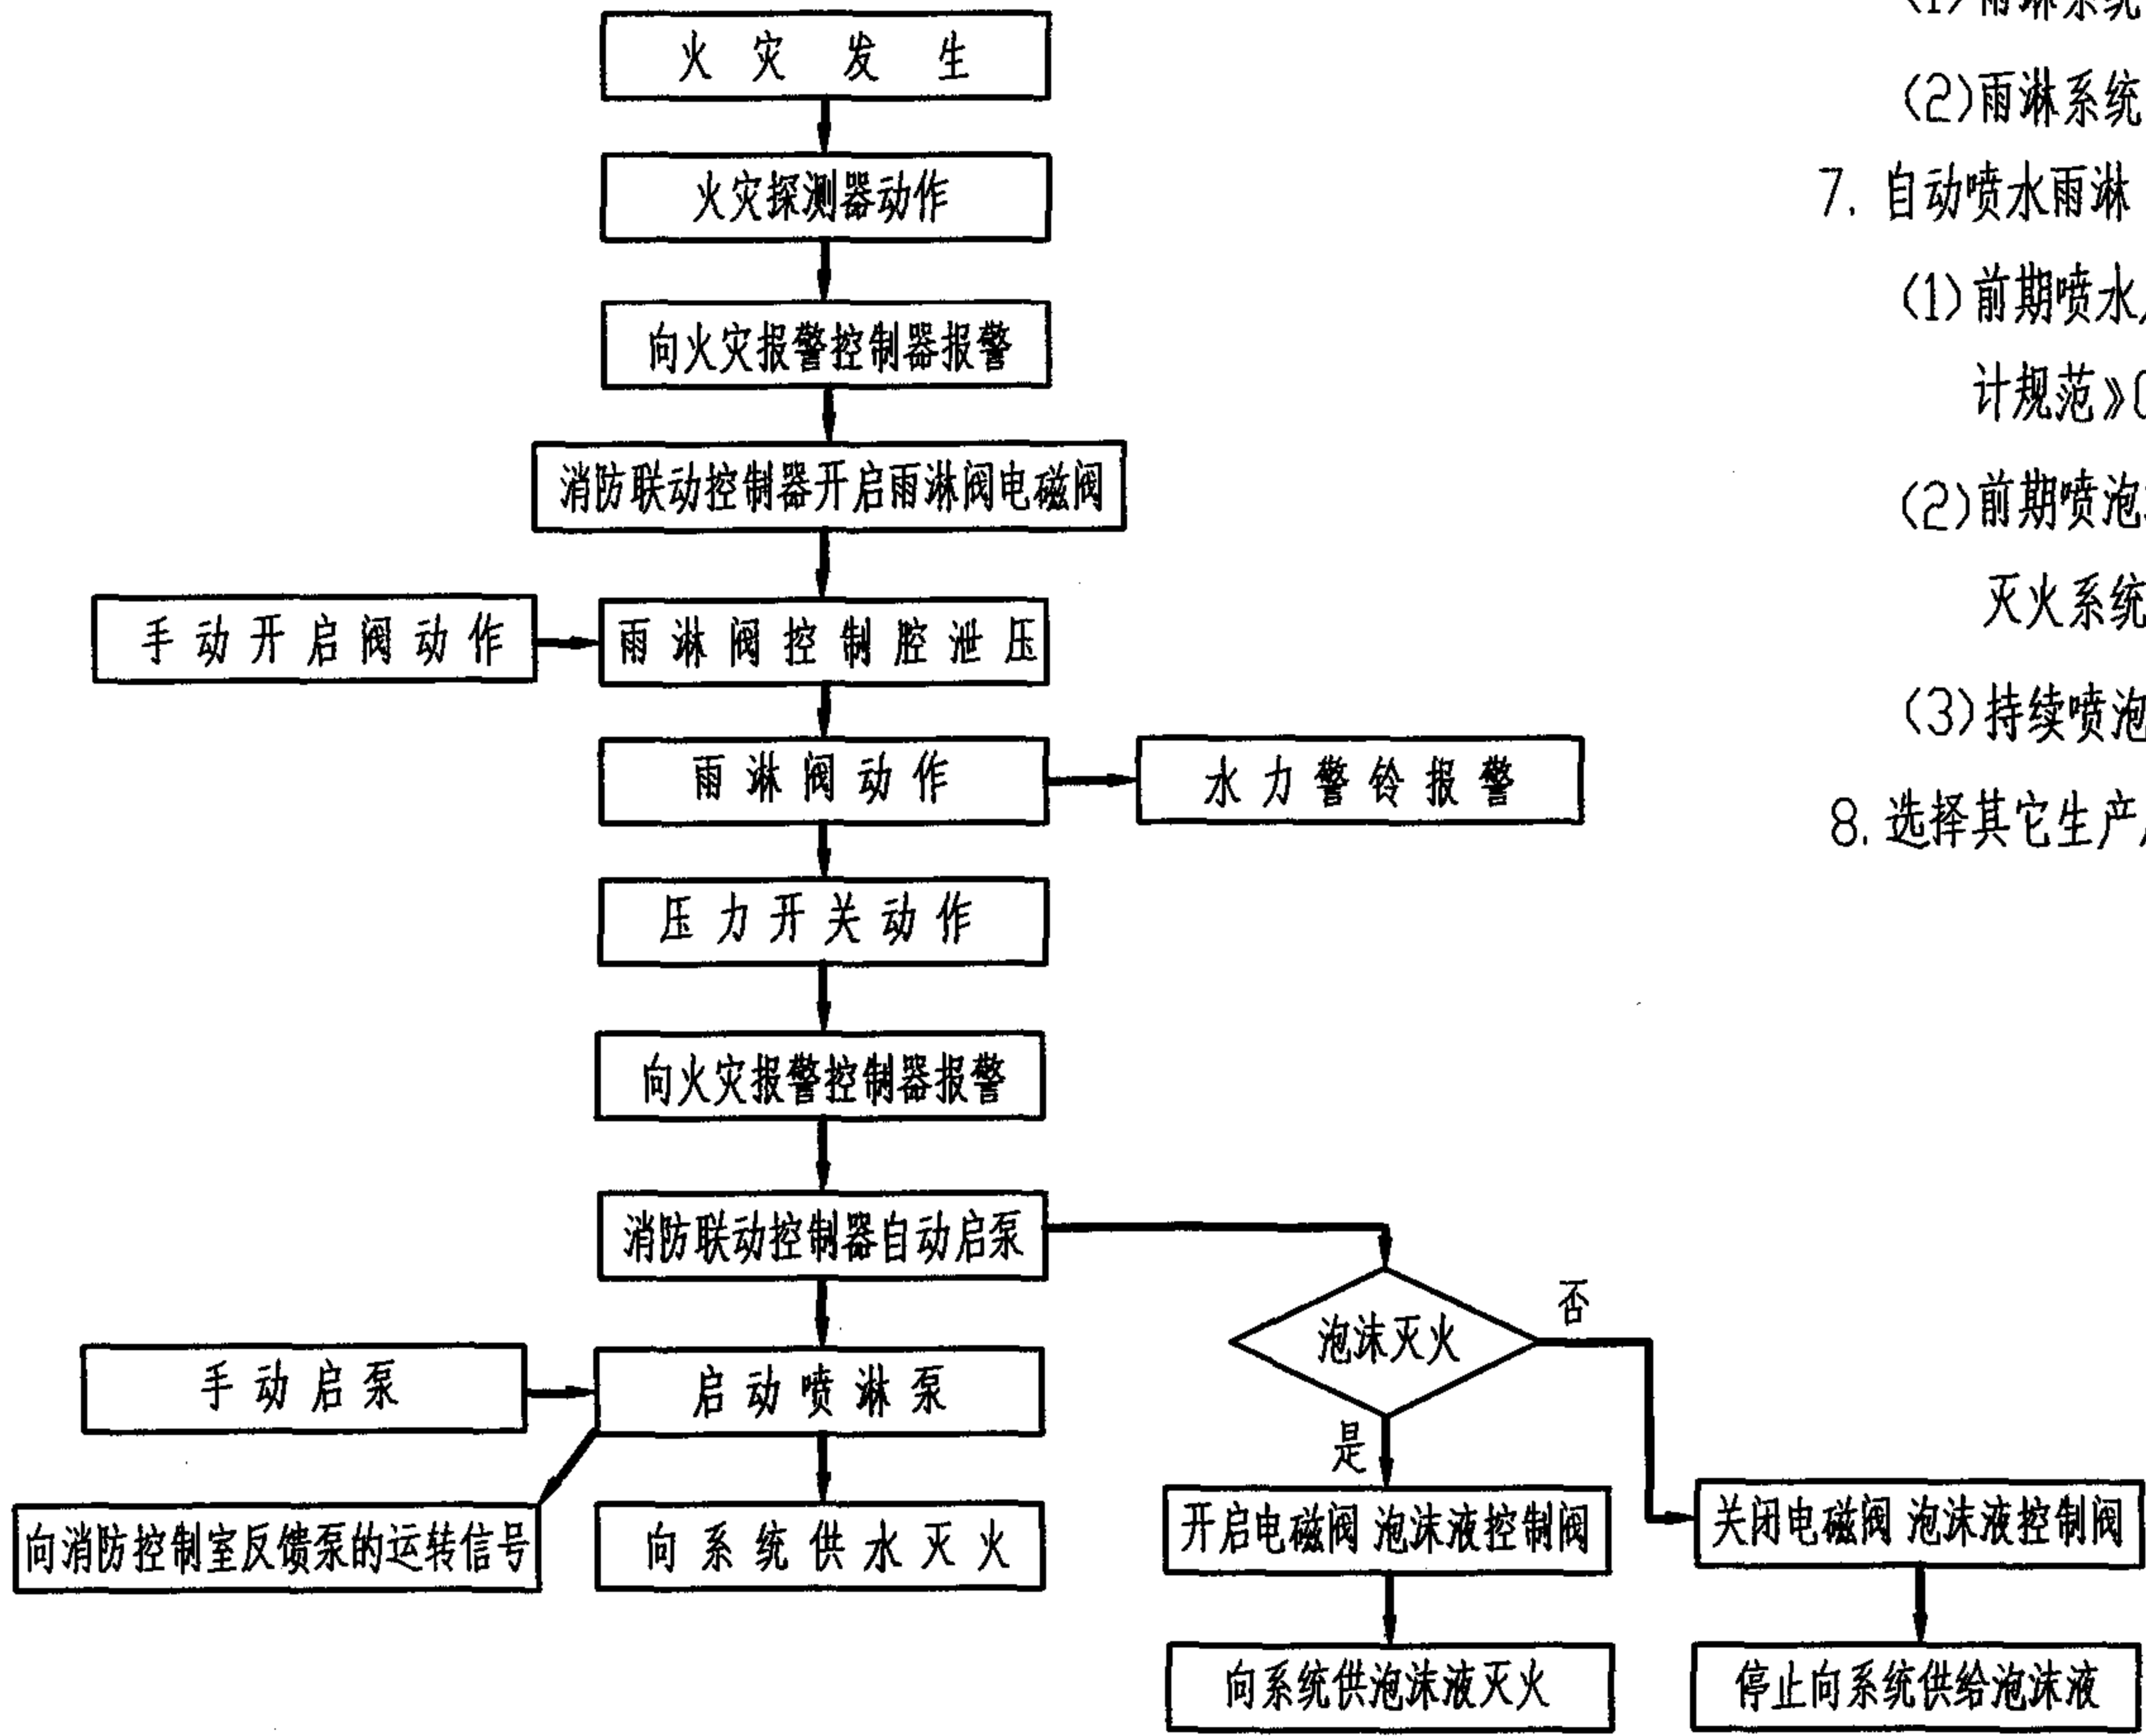 火灾发生
火灾探测器动作
向火灾报警控制器报警
消防联动控制器开启雨淋阀电磁阀
手动开启阀动作
雨淋阀控制腔泄压
雨淋阀动作
水力警铃报警
压力开关动作
向火灾报警控制器报警
消防联动控制器自动启泵
泡沫灭火
否
是
手动启泵
启动喷淋泵
向消防控制室反馈泵的运转信号
向系统供水灭火
开启电磁阀 泡沫液控制阀
关闭电磁阀 泡沫液控制阀
向系统供泡沫液灭火
停止向系统供给泡沫液
(1)雨淋系统
(2)雨淋系统
7. 自动喷水雨淋
(1)前期喷水
计规范》
(2)前期喷泡
灭火系统
(3)持续喷泡
8. 选择其它生产